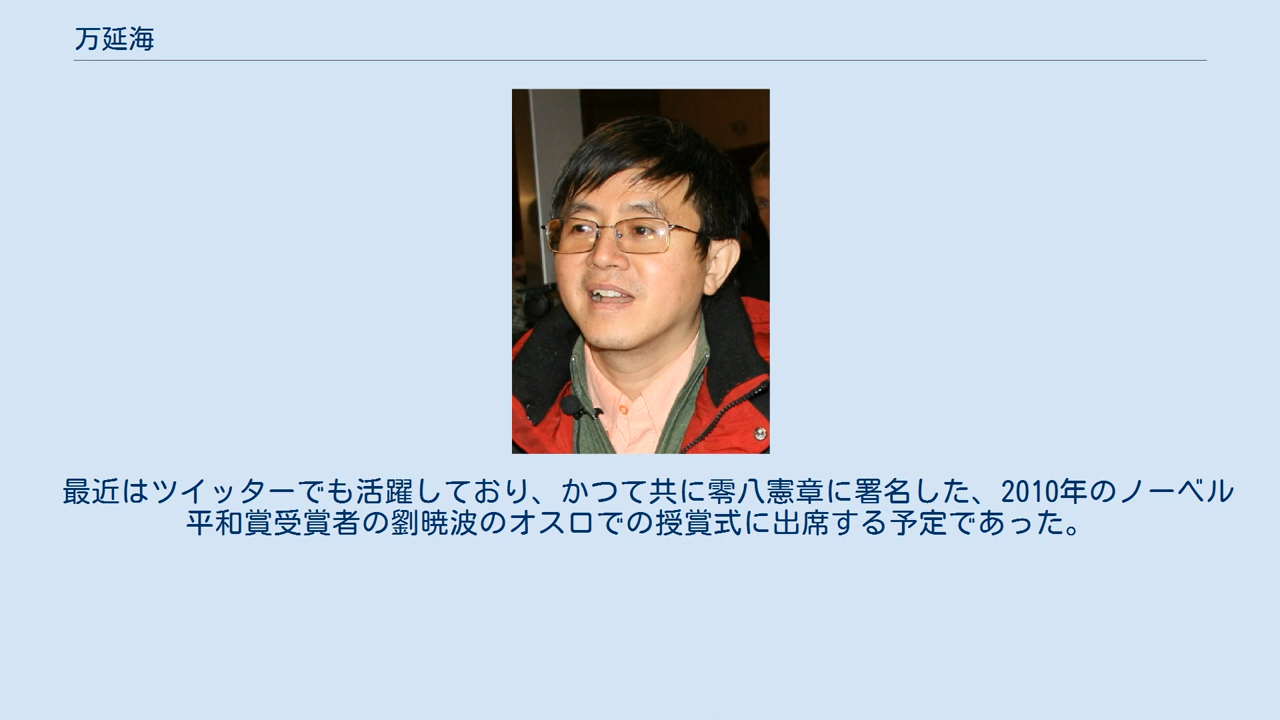 万延海
最近はツイッターでも活躍しており、かつて共に零八憲章に署名した、2010年のノーベル
平和賞受賞者の劉暁波のオスロでの授賞式に出席する予定であった。